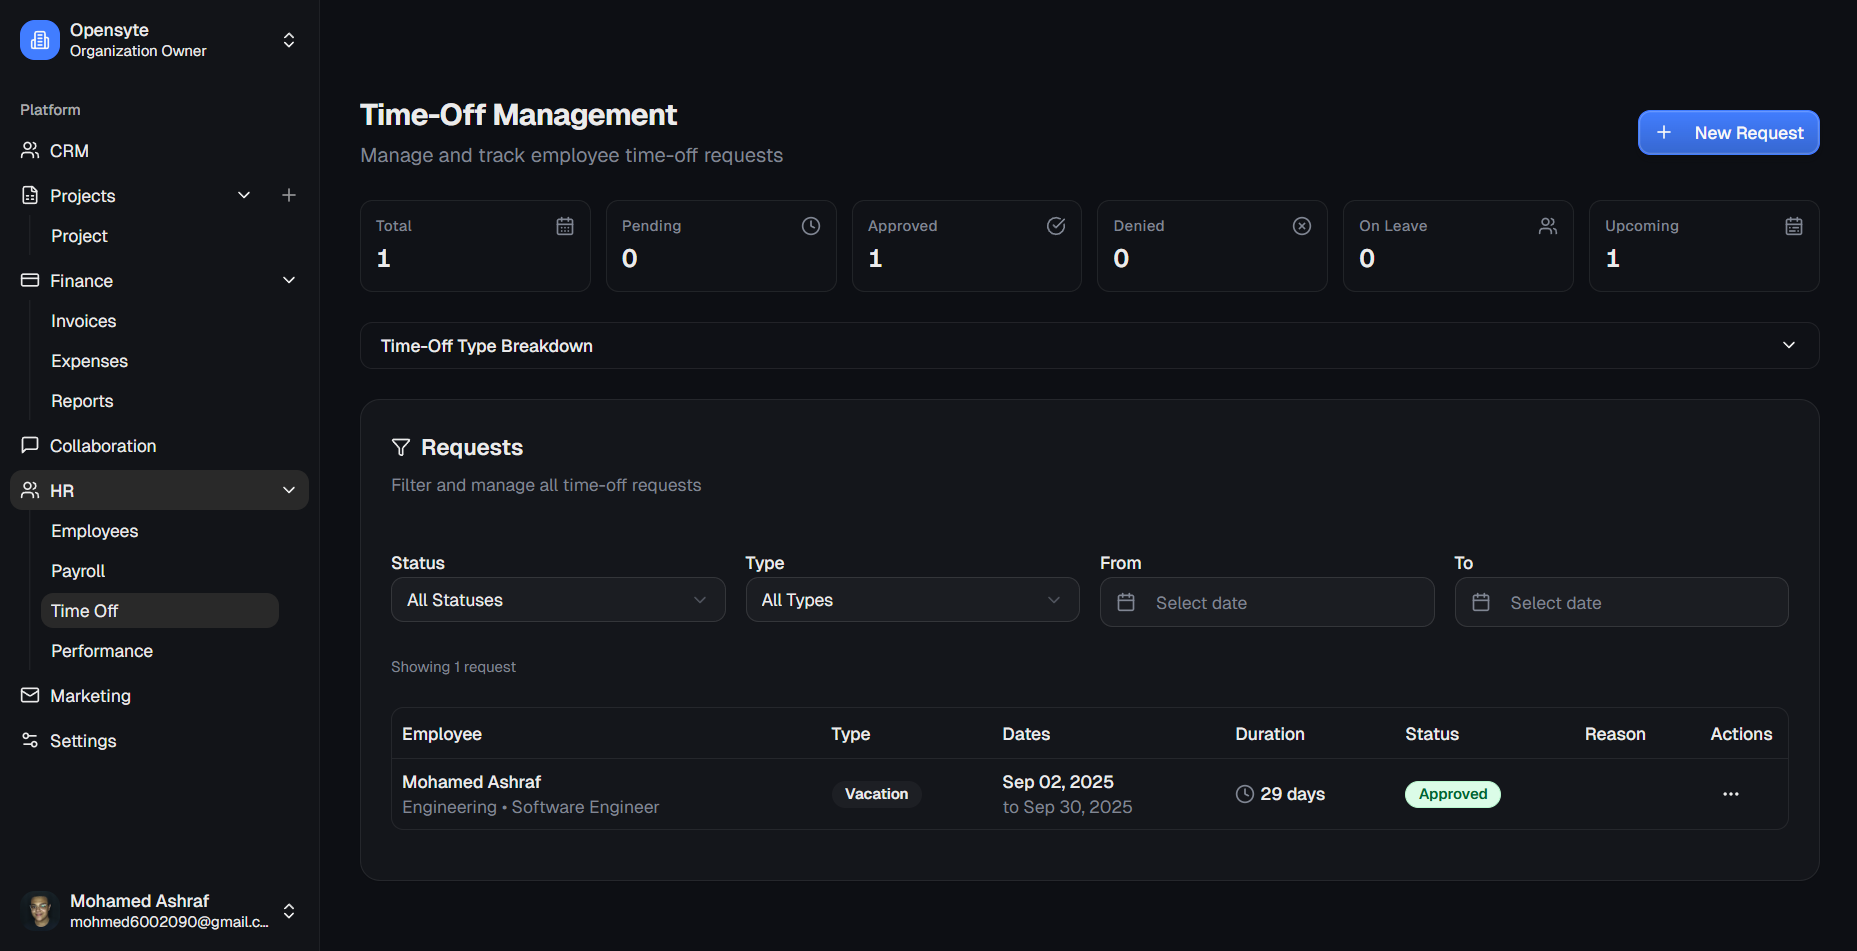 Opensyte
Organization Owner
Platform
CRM
Projects
Project
Finance
Invoices
Expenses
Reports
Collaboration
HR
Employees
Payroll
Time Off
Performance
Marketing
Settings
Mohamed Ashraf
mohmed6002090@gmail.c...
Time-Off Management
Manage and track employee time-off requests
New Request
Total
1
Pending
0
Approved
1
Denied
0
On Leave
0
Upcoming
1
Time-Off Type Breakdown
Requests
Filter and manage all time-off requests
Status
All Statuses
Type
All Types
From
Select date
To
Select date
Showing 1 request
Employee Type Dates Duration Status Reason Actions
Mohamed Ashraf
Engineering • Software Engineer
Vacation
Sep 02, 2025
to Sep 30, 2025
29 days
Approved